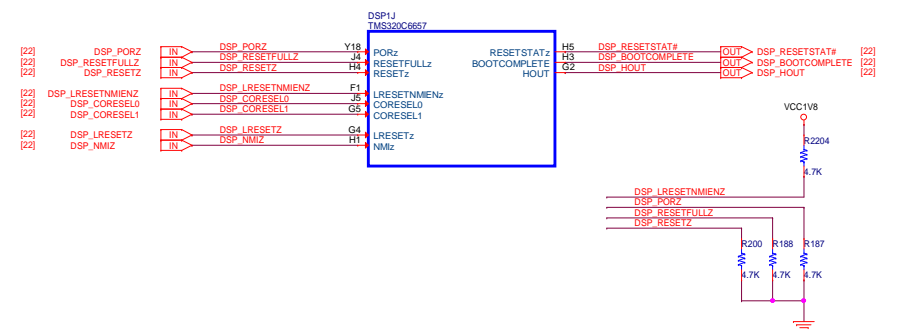 DSP1J
TMS320C6657
[22] DSP_PORZ IN DSP_PORZ Y18 PORz RESETSTATz H5 DSP_RESETSTAT# OUT DSP_RESETSTAT# [22]
[22] DSP_RESETFULLZ IN DSP_RESETFULLZ J4 RESETFULLz BOOTCOMPLETE H3 DSP_BOOTCOMPLETE OUT DSP_BOOTCOMPLETE [22]
[22] DSP_RESETZ IN DSP_RESETZ H4 RESETz HOUT G2 DSP_HOUT OUT DSP_HOUT [22]
[22] DSP_LRESETNMIENZ IN DSP_LRESETNMIENZ F1 LRESETNMIENz
[22] DSP_CORESEL0 IN DSP_CORESEL0 J5 CORESEL0
[22] DSP_CORESEL1 IN DSP_CORESEL1 G5 CORESEL1
[22] DSP_LRESETZ IN DSP_LRESETZ G4 LRESETz
[22] DSP_NMIZ IN DSP_NMIZ H1 NMIz
VCC1V8
R2204
4.7K
DSP_LRESETNMIENZ
DSP_PORZ
DSP_RESETFULLZ
DSP_RESETZ
R200 R188 R187
4.7K 4.7K 4.7K